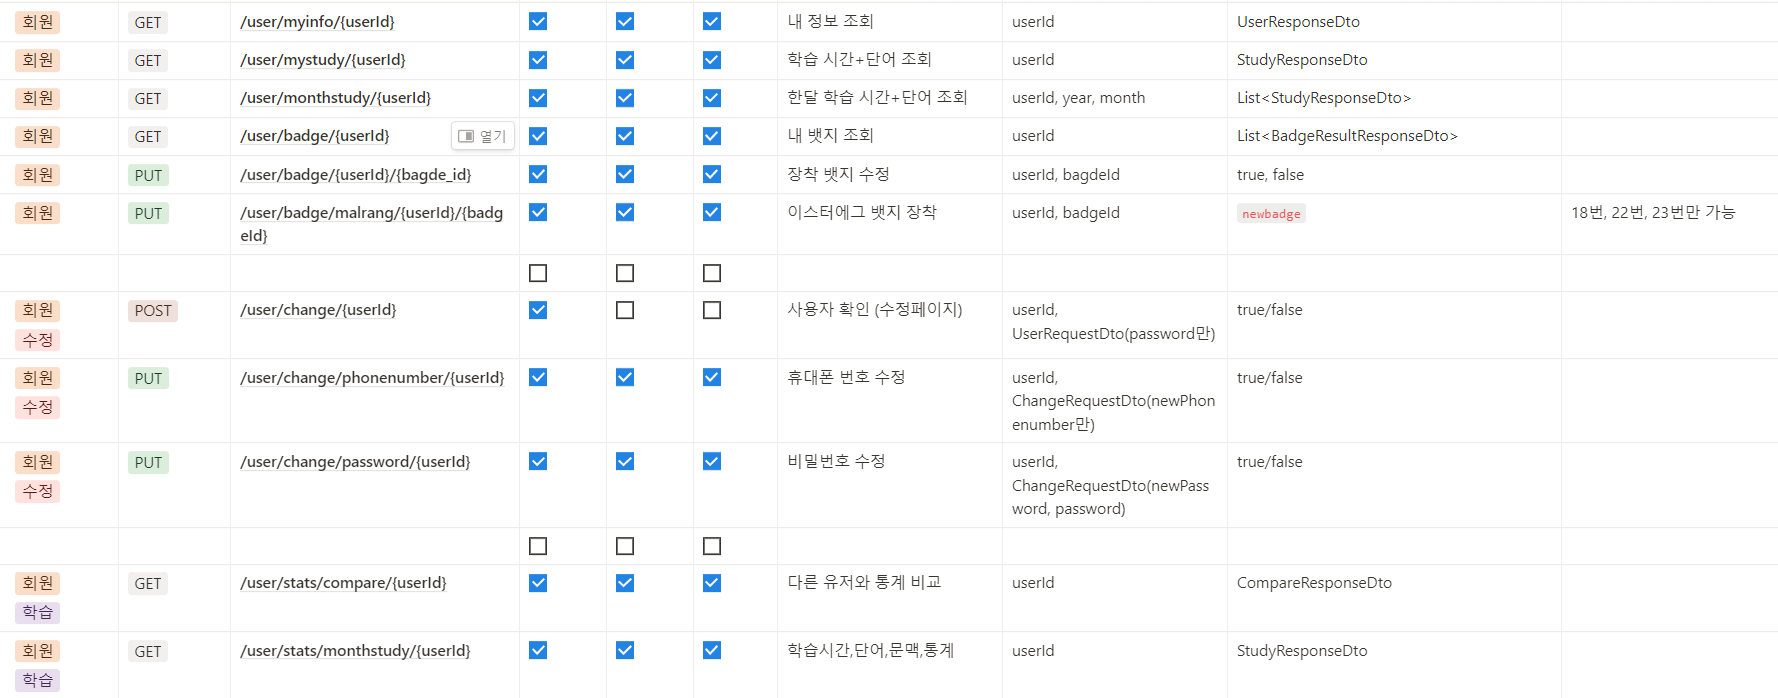 회원 GET /user/myinfo/{userId} 내 정보 조회 userId UserResponseDto
회원 GET /user/mystudy/{userId} 학습 시간+단어 조회 userId StudyResponseDto
회원 GET /user/monthstudy/{userId} 한달 학습 시간+단어 조회 userId, year, month List<StudyResponseDto>
회원 GET /user/badge/{userId} 열기 내 뱃지 조회 userId List<BadgeResultResponseDto>
회원 PUT /user/badge/{userId}/{bagde_id} 장착 뱃지 수정 userId, bagdeId true, false
회원 PUT /user/badge/malrang/{userId}/{badg 이스터에그 뱃지 장착 userId, badgeId newbadge 18번, 22번, 23번만 가능
eId}
회원 POST /user/change/{userId} 사용자 확인 (수정페이지) userId, true/false
수정 UserRequestDto(password만)
회원 PUT /user/change/phonenumber/{userId} 휴대폰 번호 수정 userId, true/false
수정 ChangeRequestDto(newPhon
enumber만)
회원 PUT /user/change/password/{userId} 비밀번호 수정 userId, true/false
수정 ChangeRequestDto(newPass
word, password)
회원 GET /user/stats/compare/{userId} 다른 유저와 통계 비교 userId CompareResponseDto
학습
회원 GET /user/stats/monthstudy/{userId} 학습시간,단어,문맥,통계 userId StudyResponseDto
학습